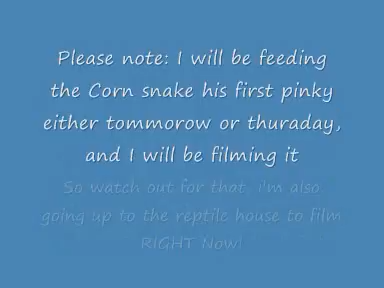 Please note: I will be feeding
the Corn snake his first pinky
either tommorow or thuraday,
and I will be filming it
So watch out for that, i'm also
going up to the reptile house to film
RIGHT Now!